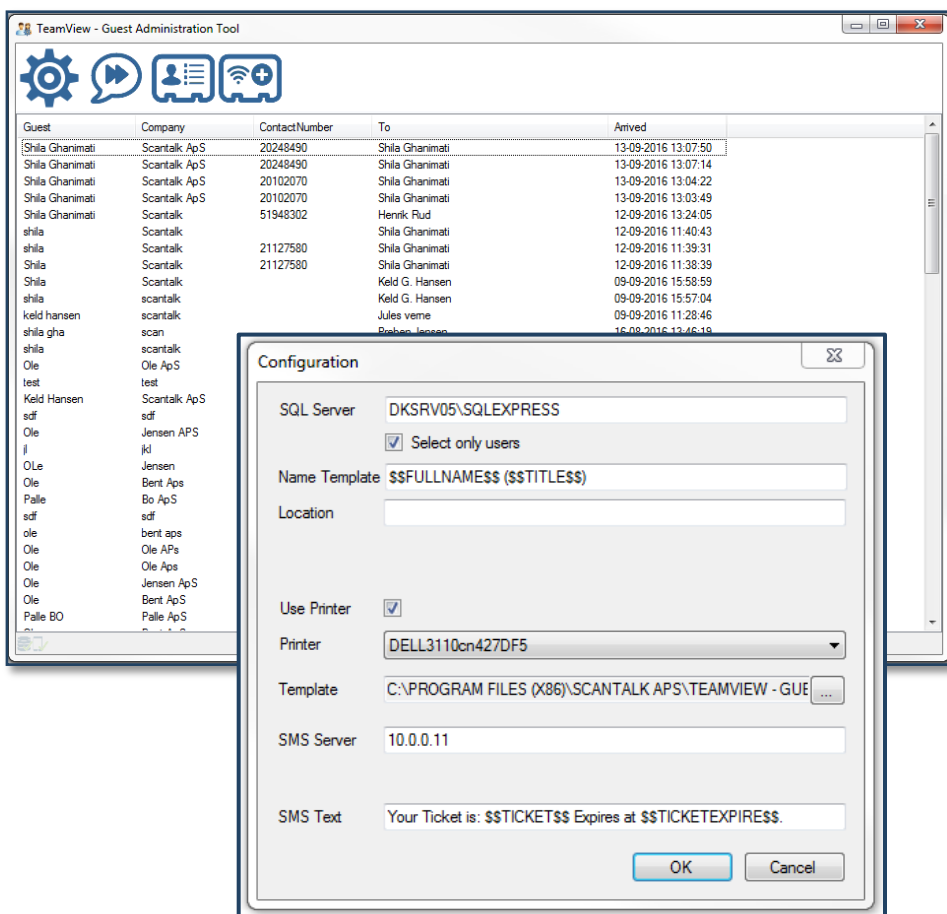 TeamView - Guest Administration Tool
Guest Company ContactNumber To Arrived
Shila Ghanimati Scantalk ApS 20248490 Shila Ghanimati 13-09-2016 13:07:50
Shila Ghanimati Scantalk ApS 20248490 Shila Ghanimati 13-09-2016 13:07:14
Shila Ghanimati Scantalk ApS 20102070 Shila Ghanimati 13-09-2016 13:04:22
Shila Ghanimati Scantalk ApS 20102070 Shila Ghanimati 13-09-2016 13:03:49
Shila Ghanimati Scantalk 51948302 Henrik Rud 12-09-2016 13:24:05
shila Scantalk Shila Ghanimati 12-09-2016 11:40:43
shila Scantalk 21127580 Shila Ghanimati 12-09-2016 11:39:31
Shila Scantalk 21127580 Shila Ghanimati 12-09-2016 11:38:39
Shila Scantalk Keld G. Hansen 09-09-2016 15:58:59
shila scantalk Keld G. Hansen 09-09-2016 15:57:04
keld hansen scantalk Jules verne 09-09-2016 11:28:46
shila gha scan Preben Jensen 16-08-2016 13:46:19
shila scantalk
Ole Ole ApS
test test
Keld Hansen Scantalk ApS
sdf sdf
Ole Jensen APS
jl jkl
OLe Jensen
Ole Bent Aps
Palle Bo ApS
sdf sdf
ole bent aps
Ole Ole APs
Ole Ole Aps
Ole Jensen ApS
Ole Bent ApS
Palle BO Palle ApS
Configuration
SQL Server DKSRV05\SQLEXPRESS
Select only users
Name Template $$FULLNAME$$ ($$TITLE$$)
Location
Use Printer
Printer DELL3110cn427DF5
Template C:\PROGRAM FILES (X86)\SCANTALK APS\TEAMVIEW - GUE ...
SMS Server 10.0.0.11
SMS Text Your Ticket is: $$TICKET$$ Expires at $$TICKETEXPIRE$$.
OK Cancel